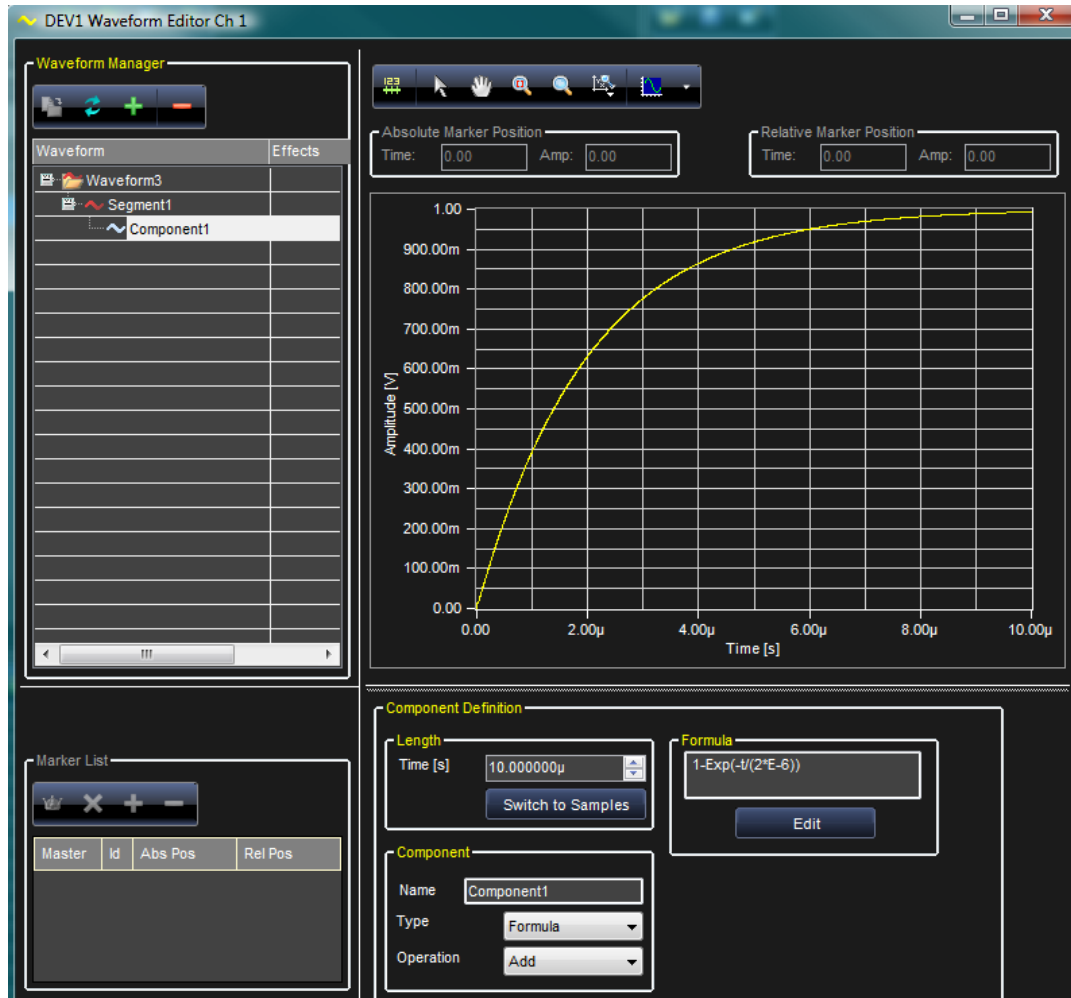 DEV1 Waveform Editor Ch 1
Waveform Manager
Waveform Effects
Waveform3
Segment1
Component1
Marker List
Master Id Abs Pos Rel Pos
123
Absolute Marker Position
Time: 0.00 Amp: 0.00
Relative Marker Position
Time: 0.00 Amp: 0.00
1.00
900.00m
800.00m
700.00m
600.00m
500.00m
400.00m
300.00m
200.00m
100.00m
0.00
Amplitude [V]
0.00 2.00µ 4.00µ 6.00µ 8.00µ 10.00µ
Time [s]
Component Definition
Length
Time [s] 10.000000µ
Switch to Samples
Formula
1-Exp(-t/(2*E-6))
Edit
Component
Name Component1
Type Formula
Operation Add